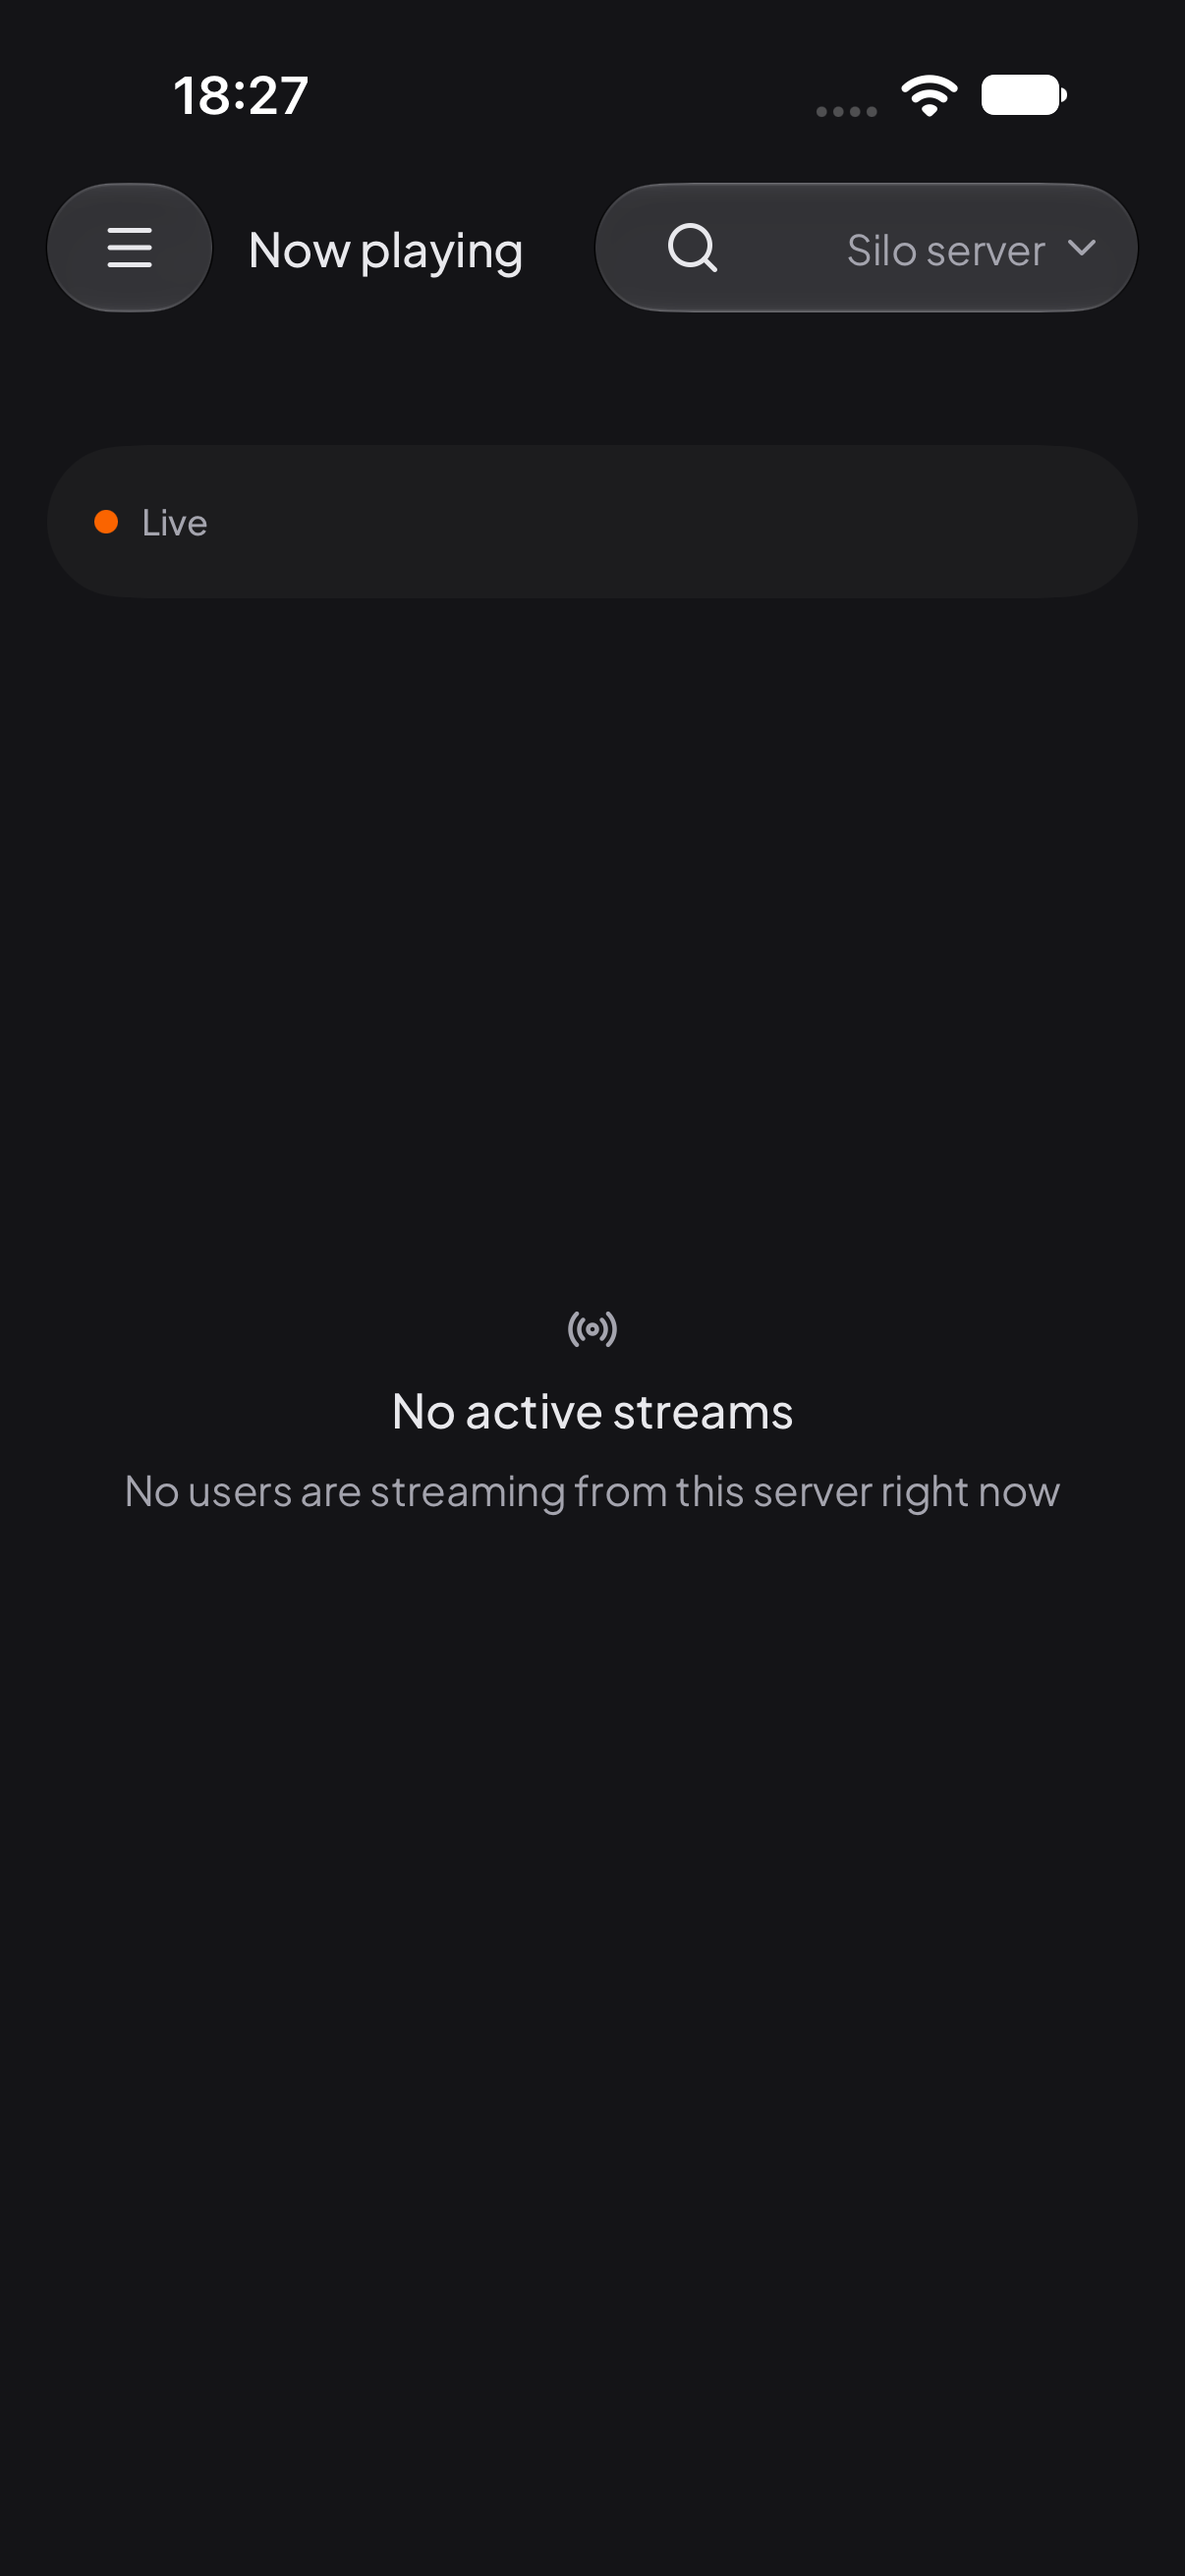 18:27
Now playing
Silo server
Live
No active streams
No users are streaming from this server right now